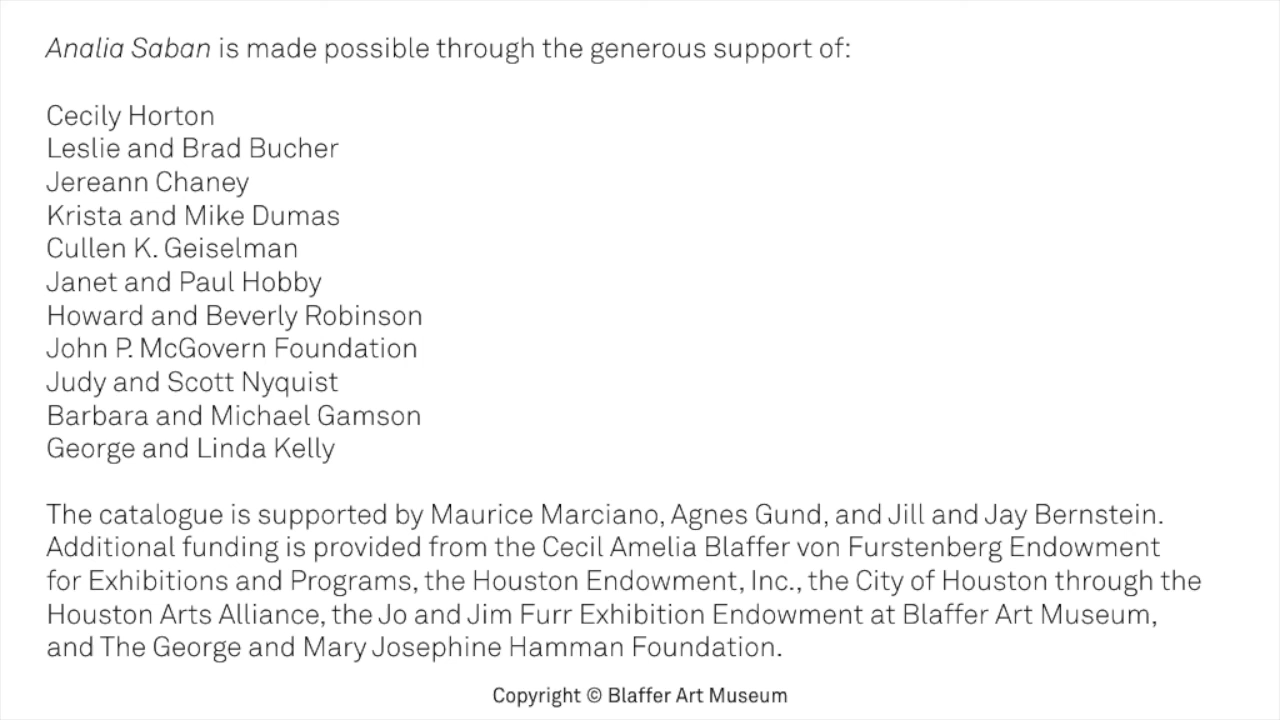 Analia Saban is made possible through the generous support of:
Cecily Horton
Leslie and Brad Bucher
Jereann Chaney
Krista and Mike Dumas
Cullen K. Geiselman
Janet and Paul Hobby
Howard and Beverly Robinson
John P. McGovern Foundation
Judy and Scott Nyquist
Barbara and Michael Gamson
George and Linda Kelly
The catalogue is supported by Maurice Marciano, Agnes Gund, and Jill and Jay Bernstein.
Additional funding is provided from the Cecil Amelia Blaffer von Furstenberg Endowment
for Exhibitions and Programs, the Houston Endowment, Inc., the City of Houston through the
Houston Arts Alliance, the Jo and Jim Furr Exhibition Endowment at Blaffer Art Museum,
and The George and Mary Josephine Hamman Foundation.
Copyright © Blaffer Art Museum